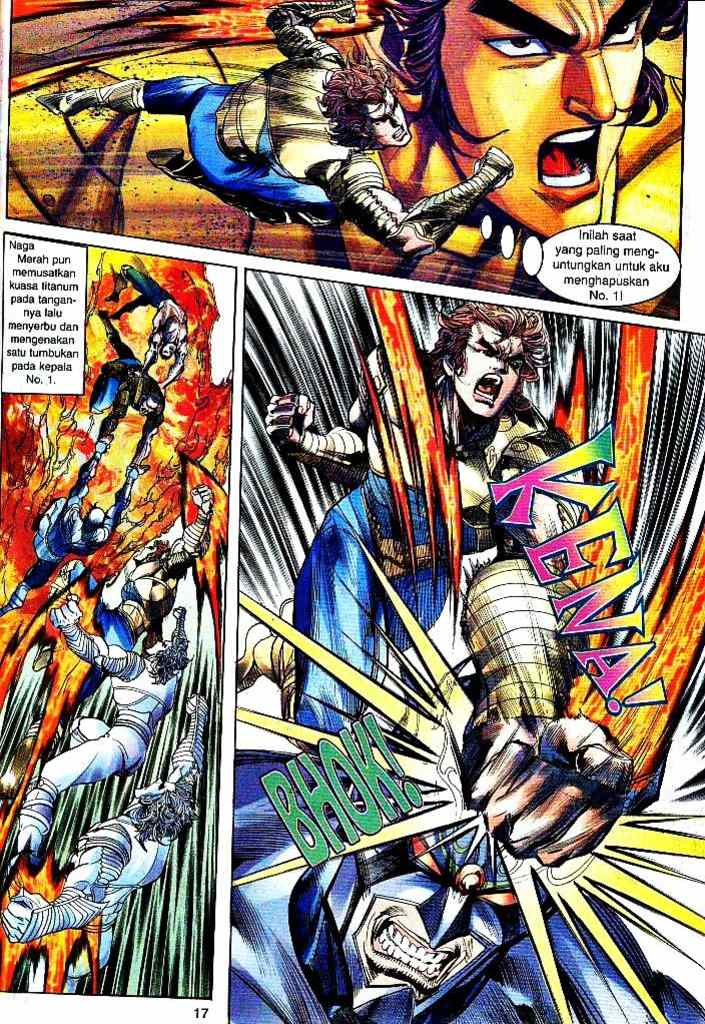 Inilah saat
yang paling meng-
untungkan untuk aku
menghapuskan
No. 1!
Naga
Merah pun
memusatkan
kuasa titanum
pada tangan-
nya lalu
menyerbu dan
mengenakan
satu tumbukan
pada kepala
No. 1.
KENA!
BHOK!
17